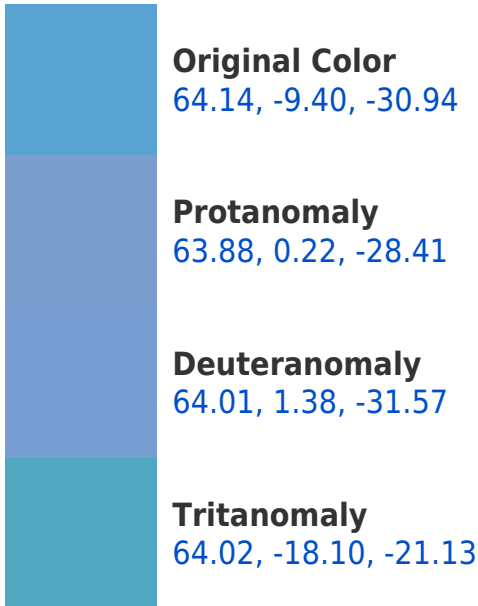 Original Color
64.14, -9.40, -30.94
Protanomaly
63.88, 0.22, -28.41
Deuteranomaly
64.01, 1.38, -31.57
Tritanomaly
64.02, -18.10, -21.13